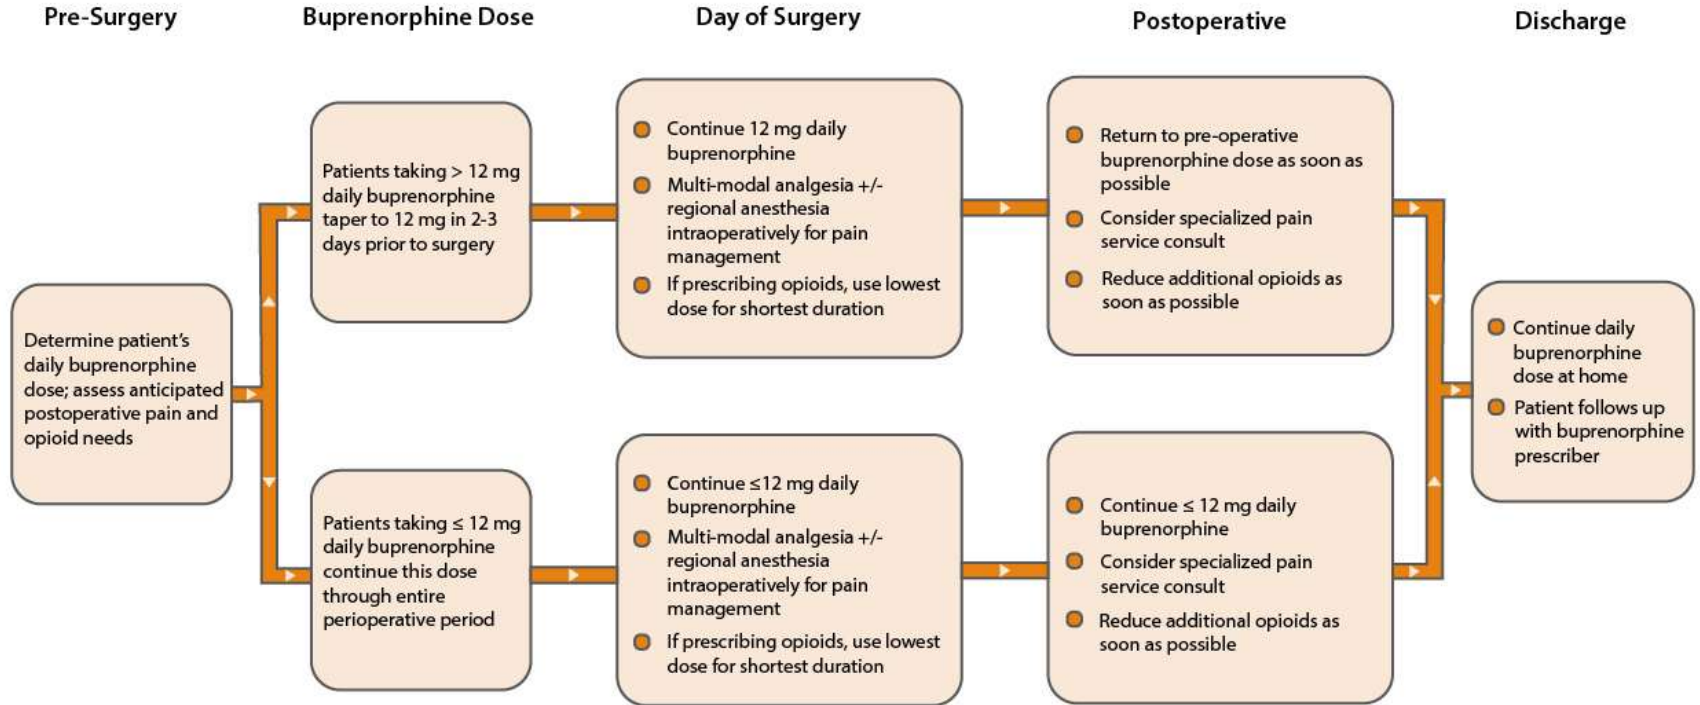 Pre-Surgery
Buprenorphine Dose
Day of Surgery
Postoperative
Discharge
Determine patient's
daily buprenorphine
dose; assess anticipated
postoperative pain and
opioid needs
Patients taking > 12 mg
daily buprenorphine
taper to 12 mg in 2-3
days prior to surgery
Continue 12 mg daily
buprenorphine
Multi-modal analgesia +/-
regional anesthesia
intraoperatively for pain
management
If prescribing opioids, use lowest
dose for shortest duration
Return to pre-operative
buprenorphine dose as soon as
possible
Consider specialized pain
service consult
Reduce additional opioids as
soon as possible
Patients taking ≤ 12 mg
daily buprenorphine
continue this dose
through entire
perioperative period
Continue ≤12 mg daily
buprenorphine
Multi-modal analgesia +/-
regional anesthesia
intraoperatively for pain
management
If prescribing opioids, use lowest
dose for shortest duration
Continue ≤ 12 mg daily
buprenorphine
Consider specialized pain
service consult
Reduce additional opioids as
soon as possible
Continue daily
buprenorphine
dose at home
Patient follows up
with buprenorphine
prescriber